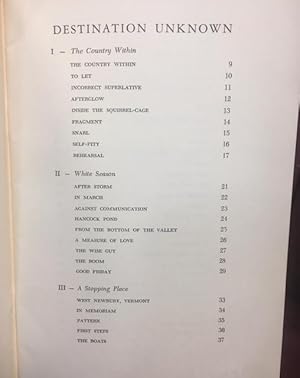 DESTINATION UNKNOWN
I — The Country Within
THE COUNTRY WITHIN 9
TO LET 10
INCORRECT SUPERLATIVE 11
AFTERGLOW 12
INSIDE THE SQUIRREL-CAGE 13
FRAGMENT 14
SNARL 15
SELF-PITY 16
REHEARSAL 17
II — White Season
AFTER STORM 21
IN MARCH 22
AGAINST COMMUNICATION 23
HANCOCK POND 24
FROM THE BOTTOM OF THE VALLEY 25
A MEASURE OF LOVE 26
THE WISE GUY 27
THE BOOM 28
GOOD FRIDAY 29
III — A Stopping Place
WEST NEWBURY, VERMONT 33
IN MEMORIAM 34
PATTERN 35
FIRST STEPS 36
THE BOATS 37